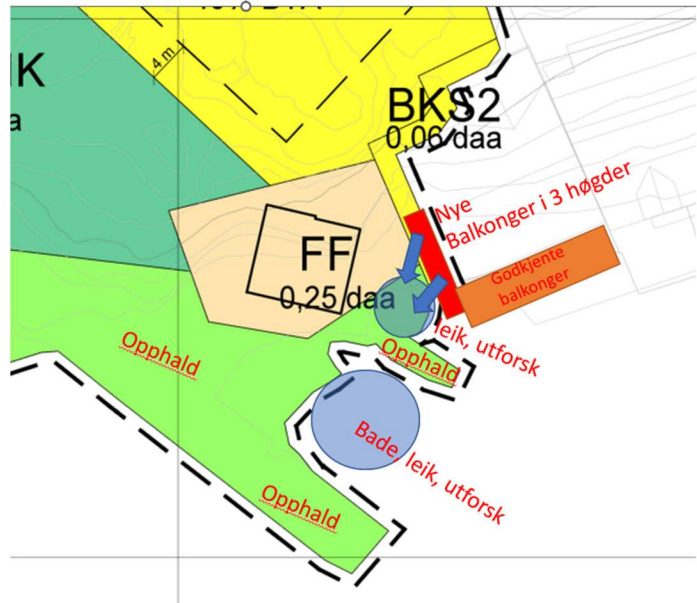 4 m
IK
a
BKS2
0,06 daa
Nye
Balkonger i 3 høgder
FF
0,25 daa
Godkjente
balkonger
leik, utforsk
Opphald
Opphald
Bade, leik, utforsk
Opphald